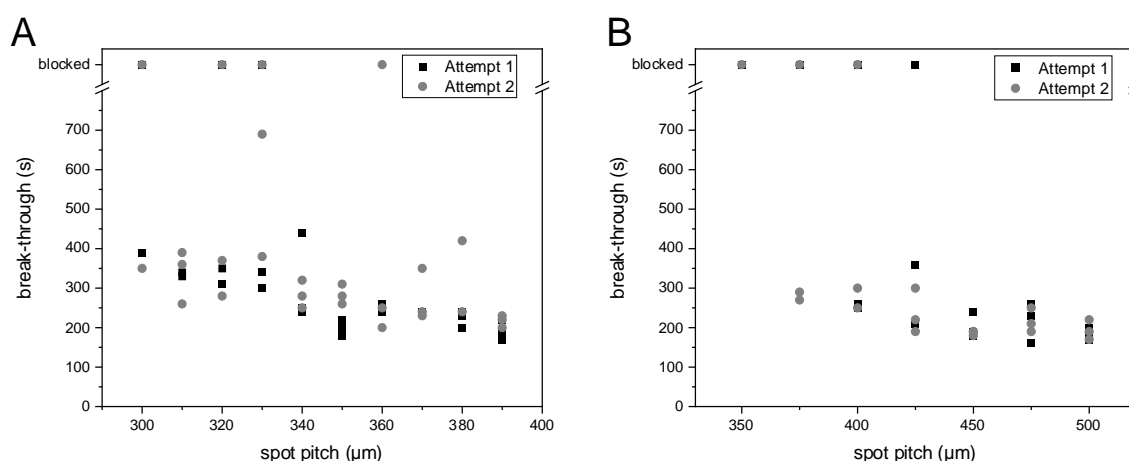 A
blocked
700
600
500
400
300
200
100
0
break-through (s)
300
320
340
360
380
400
spot pitch (µm)
Attempt 1
Attempt 2
B
blocked
700
600
500
400
300
200
100
0
break-through (s)
350
400
450
500
spot pitch (µm)
Attempt 1
Attempt 2